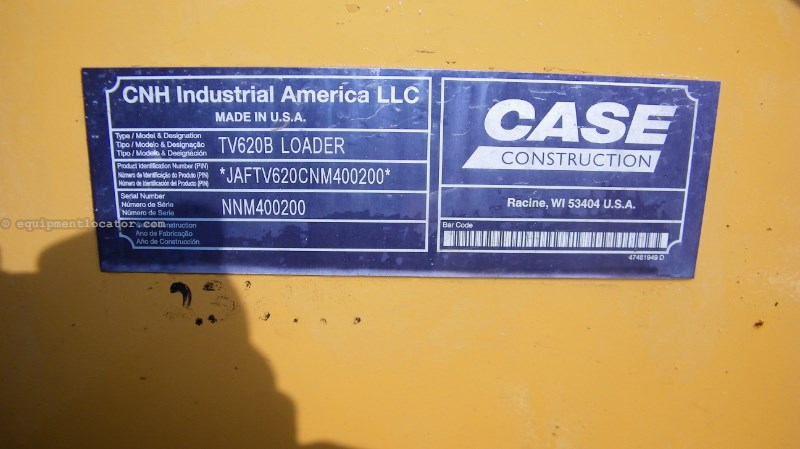 CNH Industrial America LLC
MADE IN U.S.A.
Type / Model & Designation
Tipo / Modelo & Designação
Tipo / Modelo & Designación
TV620B LOADER
Product Identification Number (PIN)
Número de Identificação do Produto (PIN)
Número de Identificación del Producto (PIN)
*JAFTV620CNM400200*
Serial Number
Número de Série
Número de Serie
NNM400200
Year of Construction
Ano de Fabricação
Año de Construcción
CASE
CONSTRUCTION
Racine, WI 53404 U.S.A.
Bar Code
47481949 D
© equipmentlocator.com